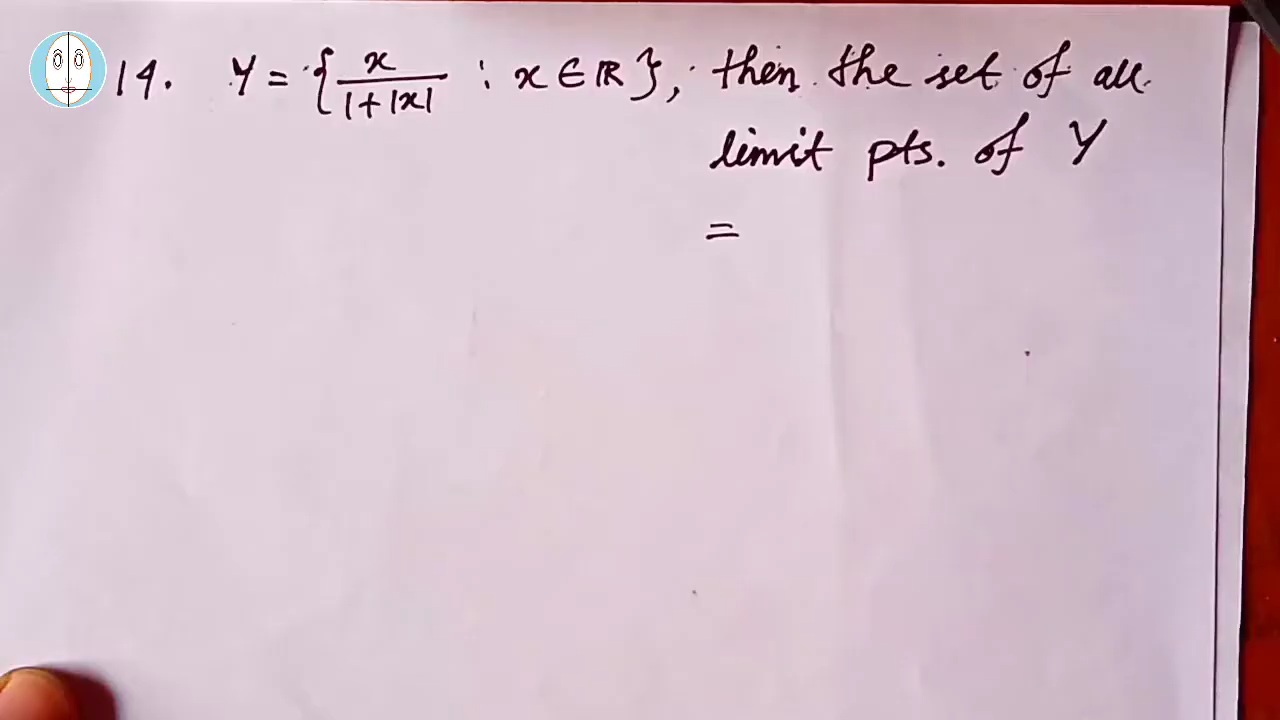 14. Y = { x / 1+|x| : x ∈ ℝ }, then the set of all
limit pts. of Y
=